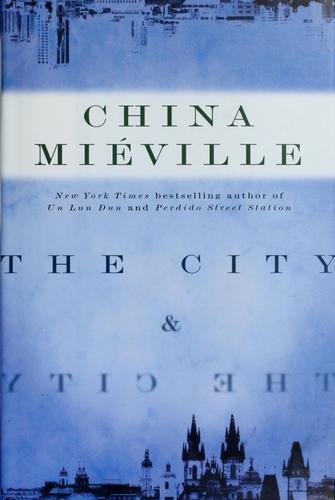 CHINA
MIÉVILLE
New York Times bestselling author of
Un Lun Dun and Perdido Street Station
THE CITY
&
THE
CITY